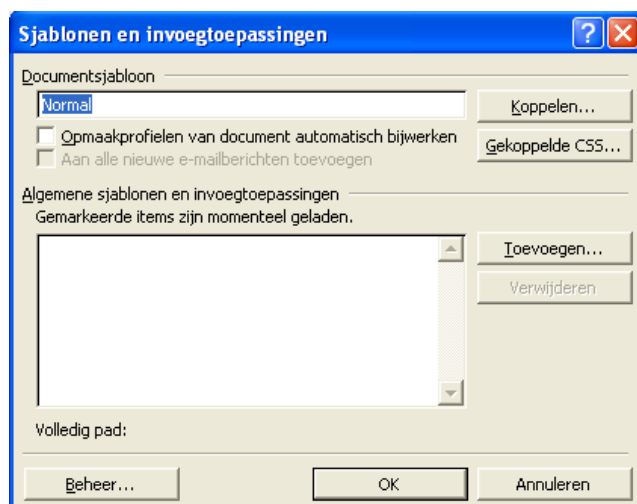 Sjablonen en invoegtoepassingen
Documentsjabloon
Normal
Koppelen...
Opmaakprofielen van document automatisch bijwerken
Gekoppelde CSS...
Aan alle nieuwe e-mailberichten toevoegen
Algemene sjablonen en invoegtoepassingen
Gemarkeerde items zijn momenteel geladen.
Toevoegen...
Verwijderen
Volledig pad:
Beheer...
OK
Annuleren